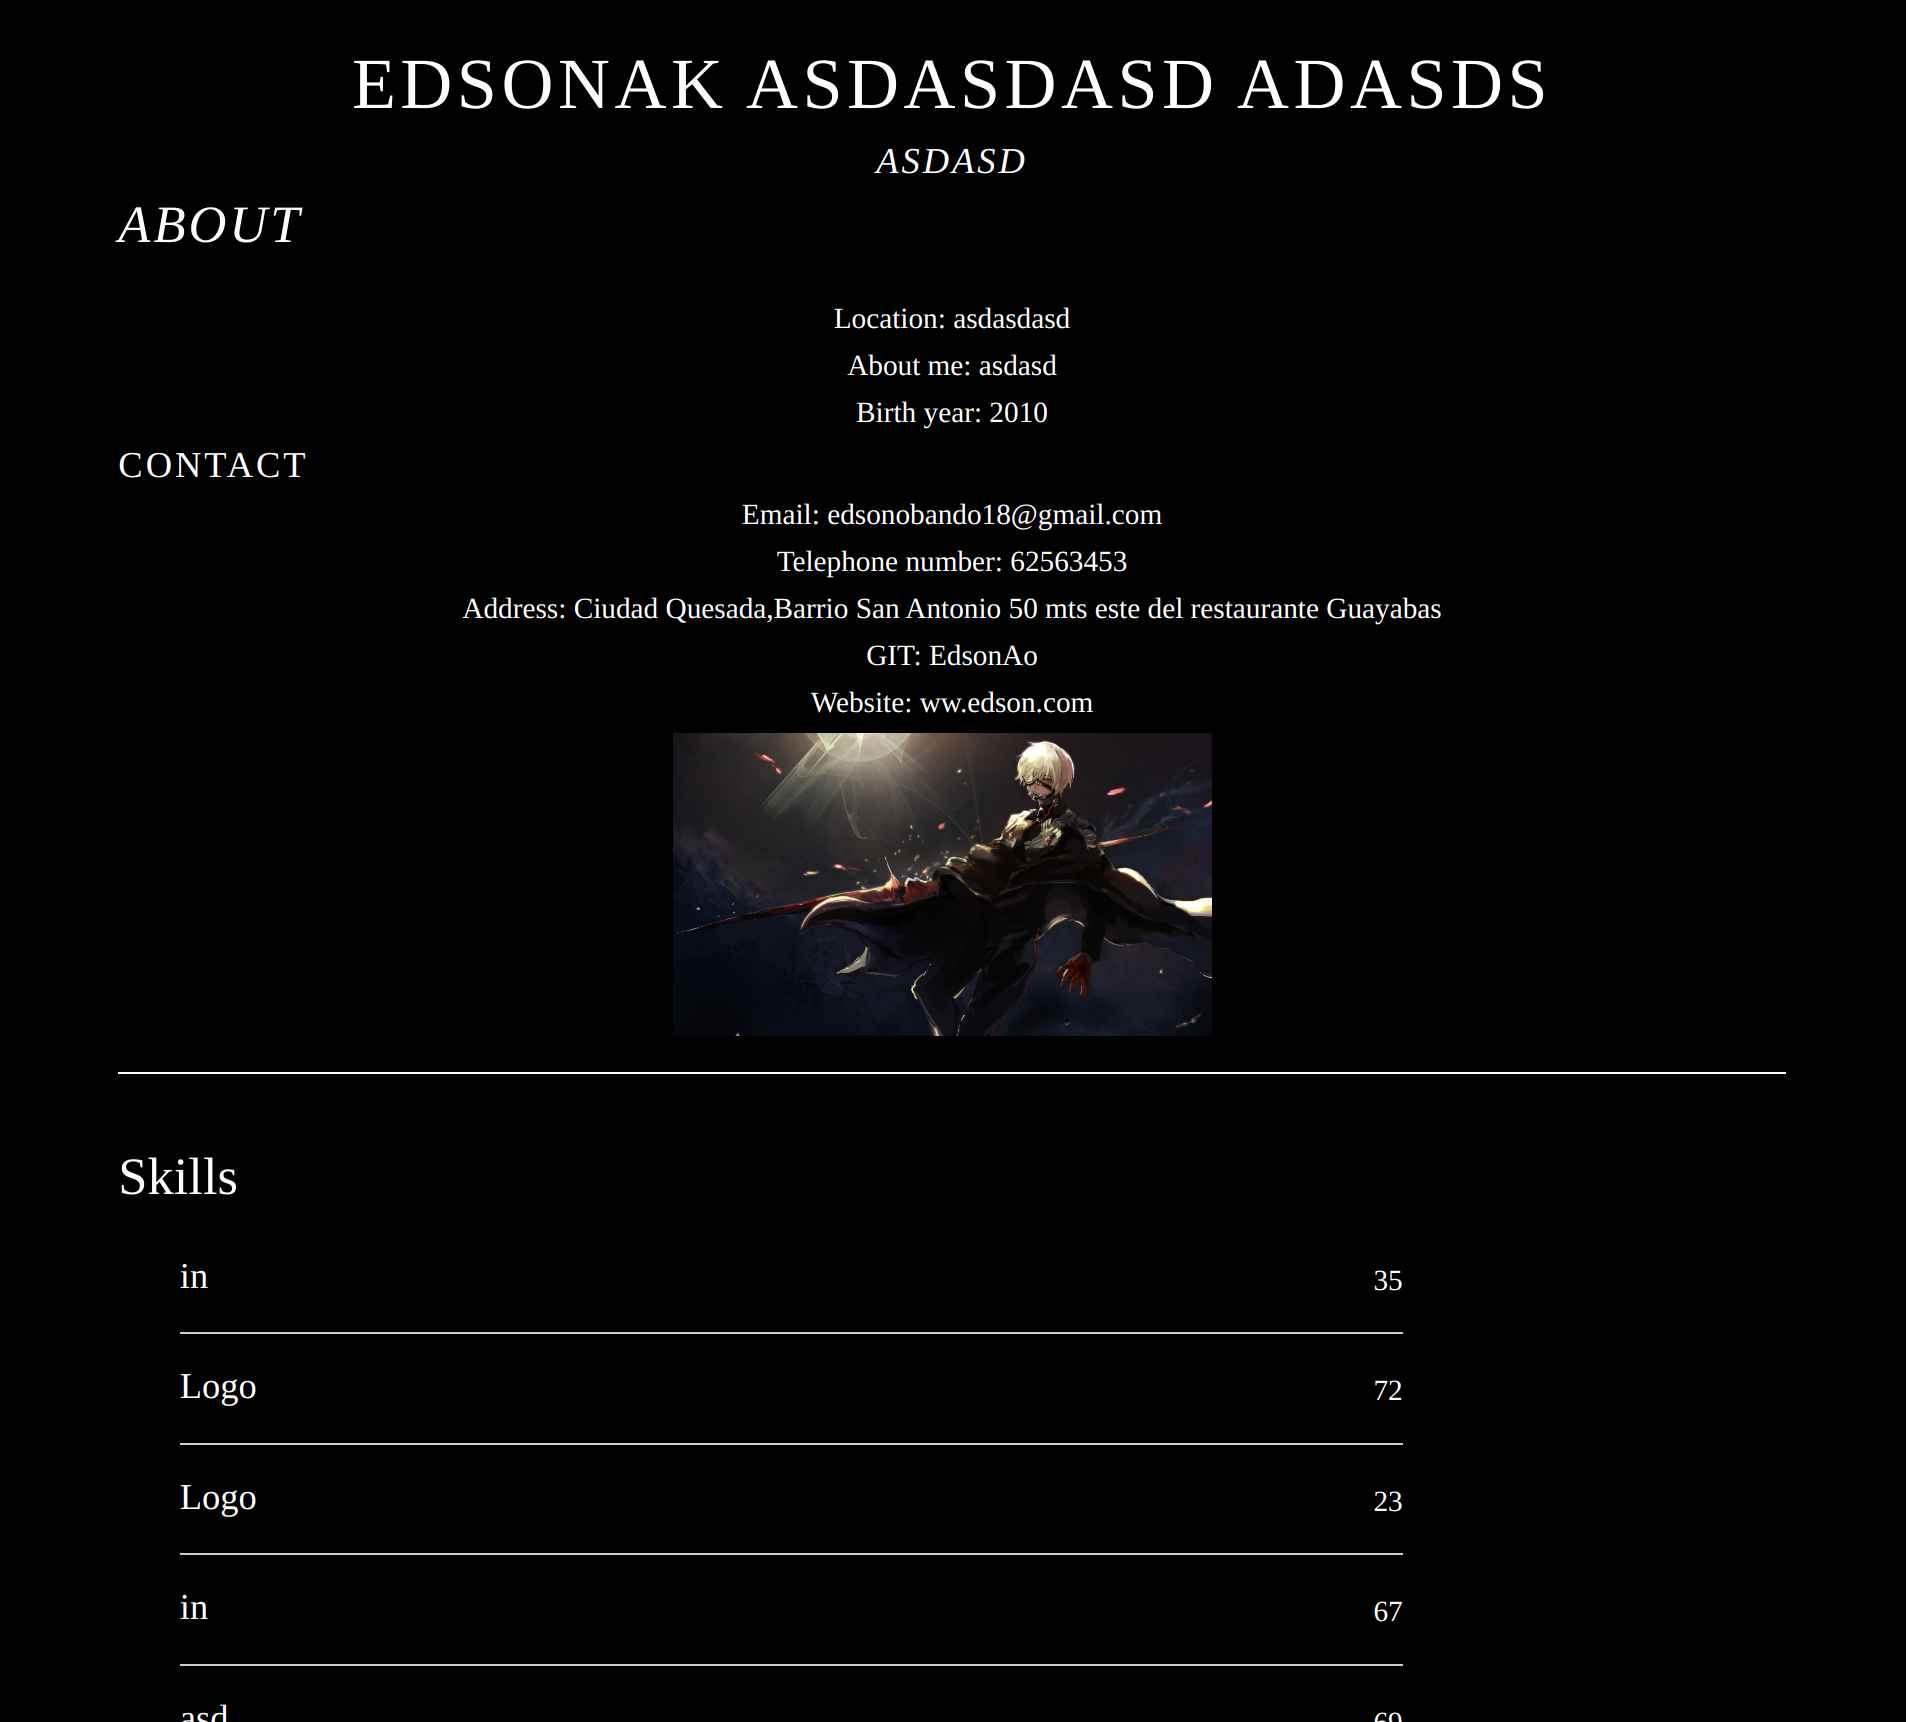 EDSONAK ASDASDASD ADASDS
ASDASD
ABOUT
Location: asdasdasd
About me: asdasd
Birth year: 2010
CONTACT
Email: edsonobando18@gmail.com
Telephone number: 62563453
Address: Ciudad Quesada,Barrio San Antonio 50 mts este del restaurante Guayabas
GIT: EdsonAo
Website: ww.edson.com
Skills
in 35
Logo 72
Logo 23
in 67
asd 69